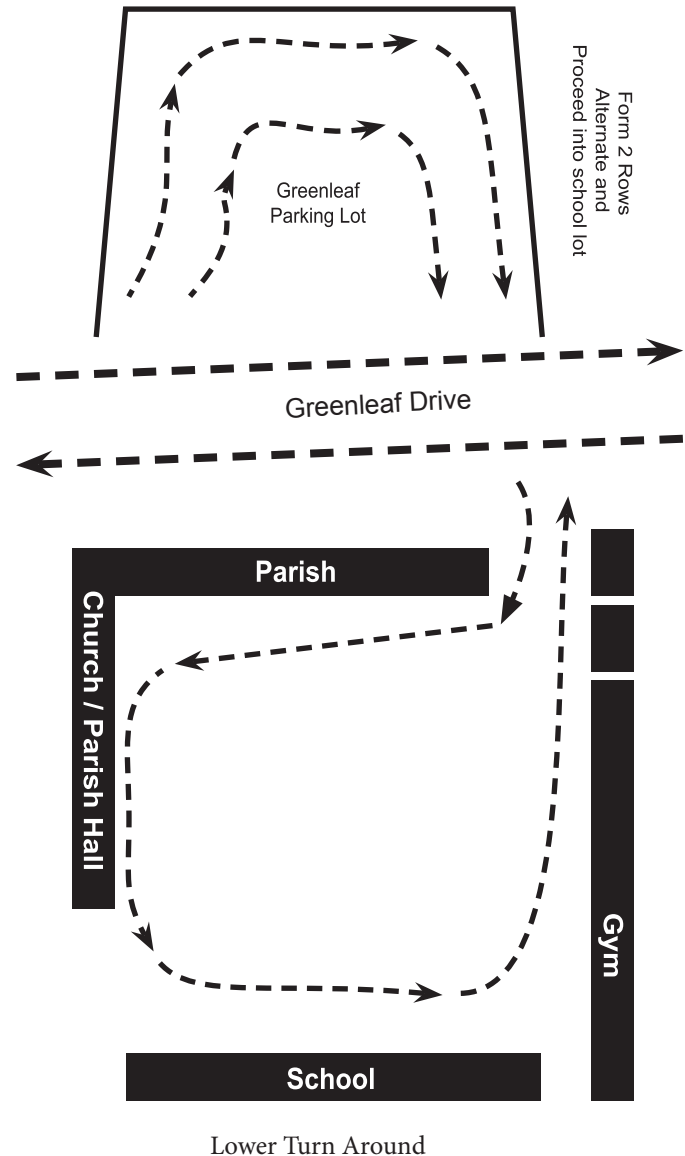 Form 2 Rows
Alternate and
Proceed into school lot
Greenleaf
Parking Lot
Greenleaf Drive
Parish
Church / Parish Hall
Gym
School
Lower Turn Around